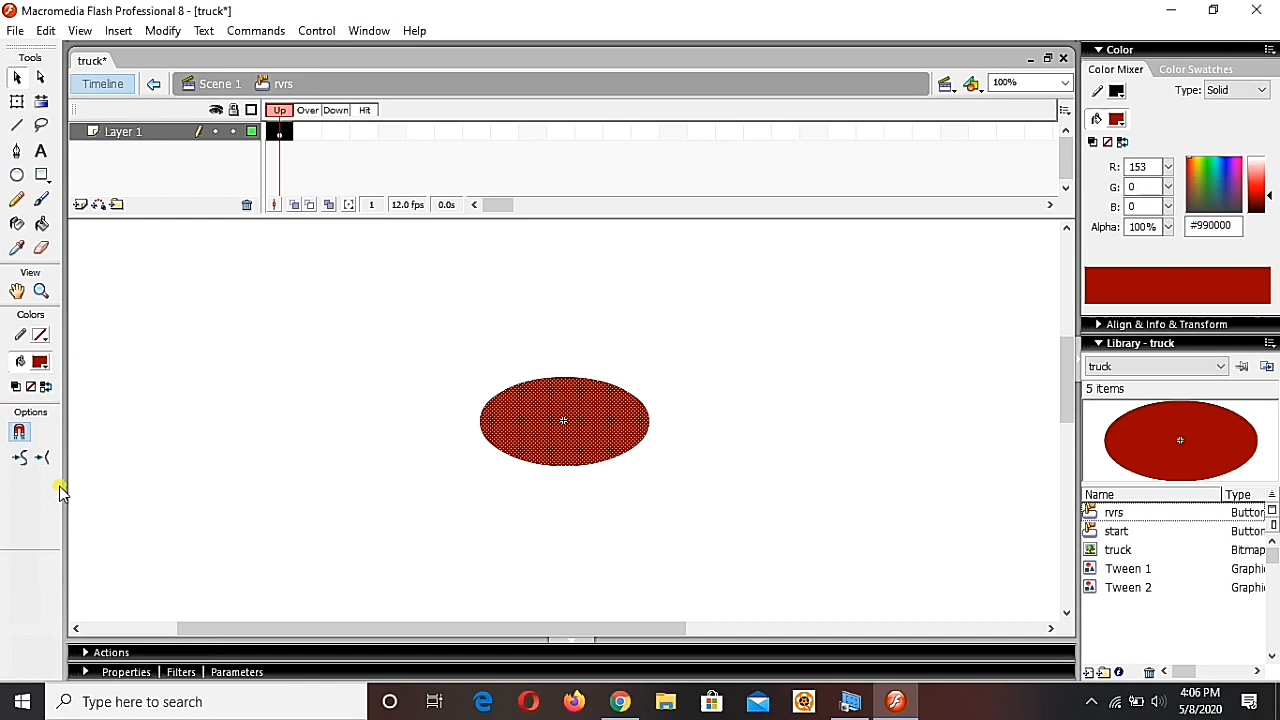 Macromedia Flash Professional 8 - [truck*]
File Edit View Insert Modify Text Commands Control Window Help
Tools
truck*
Timeline Scene 1 rvrs 100%
Up Over Down Hit
Layer 1
1 12.0 fps 0.0s
View
Colors
Options
Color
Color Mixer Color Swatches
Type: Solid
R: 153
G: 0
B: 0
Alpha: 100% #990000
Align & Info & Transform
Library - truck
truck
5 items
Name Type
rvrs Button
start Button
truck Bitmap
Tween 1 Graphic
Tween 2 Graphic
Actions
Properties Filters Parameters
Type here to search
4:06 PM
5/8/2020